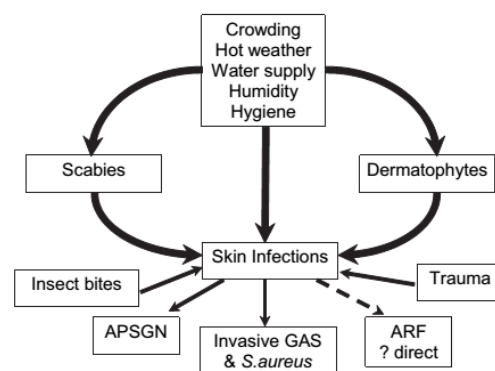 Crowding
Hot weather
Water supply
Humidity
Hygiene
Scabies
Dermatophytes
Skin Infections
Insect bites
Trauma
APSGN
Invasive GAS
& S.aureus
ARF
? direct